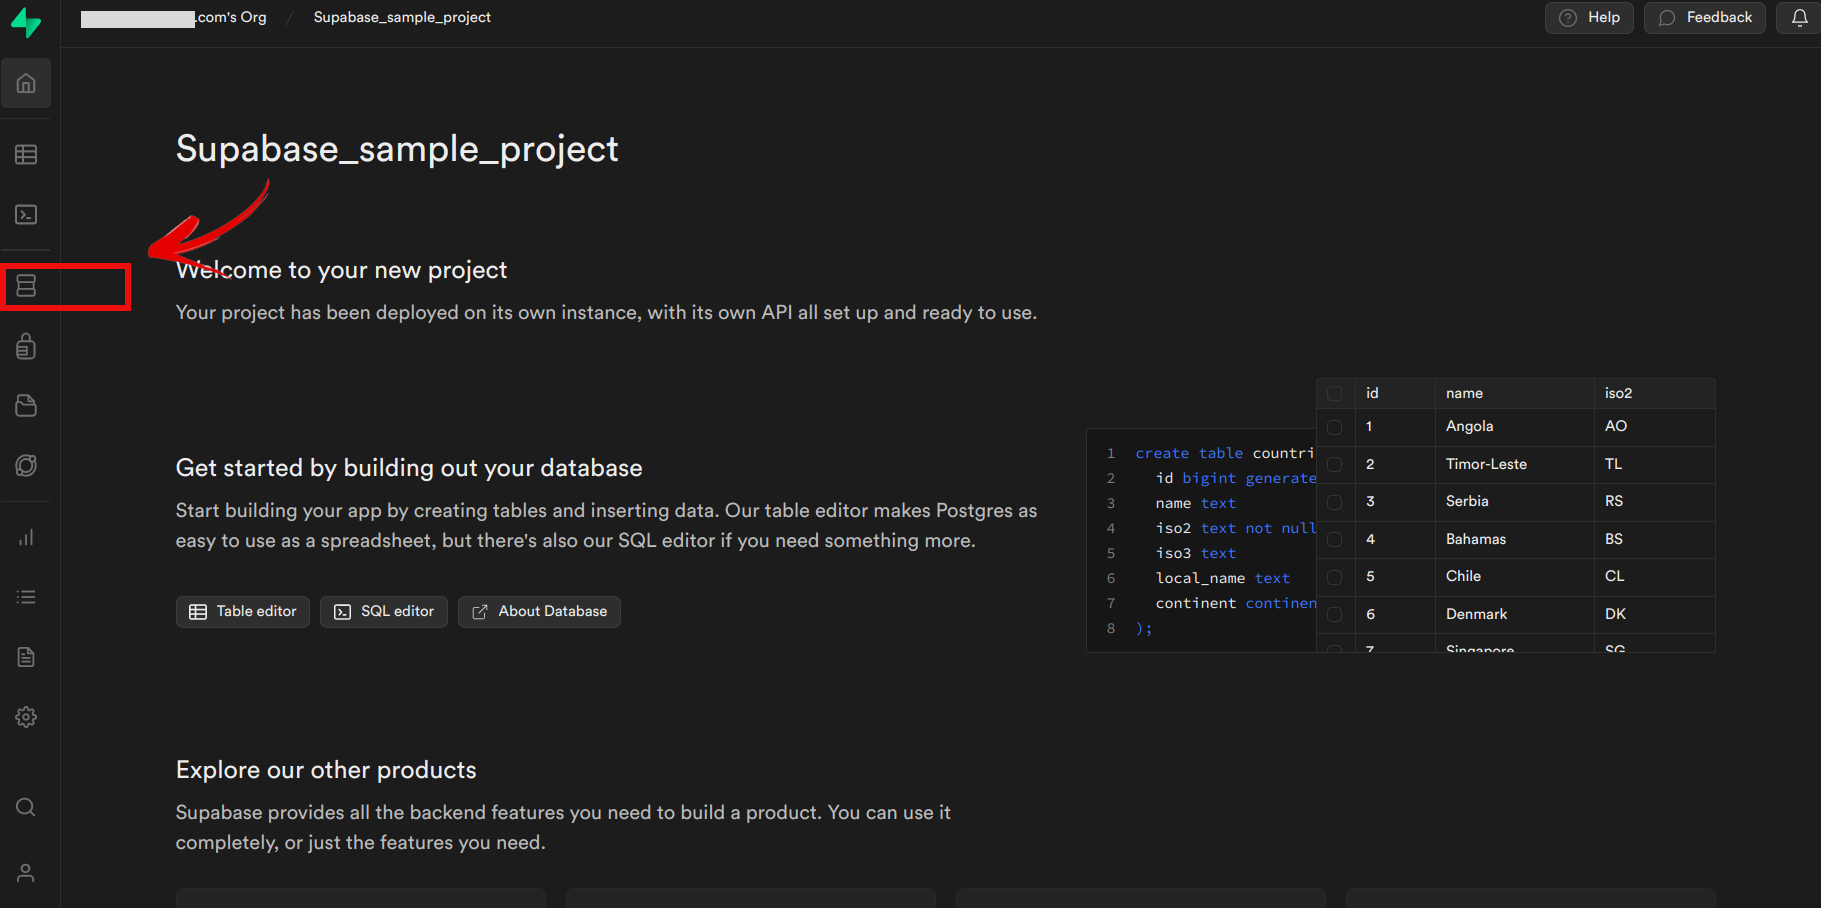 .com's Org / Supabase_sample_project
Help
Feedback
Supabase_sample_project
Welcome to your new project
Your project has been deployed on its own instance, with its own API all set up and ready to use.
Get started by building out your database
Start building your app by creating tables and inserting data. Our table editor makes Postgres as
easy to use as a spreadsheet, but there's also our SQL editor if you need something more.
Table editor
SQL editor
About Database
1 create table countri
2 id bigint generate
3 name text
4 iso2 text not null
5 iso3 text
6 local_name text
7 continent continen
8 );
id name iso2
1 Angola AO
2 Timor-Leste TL
3 Serbia RS
4 Bahamas BS
5 Chile CL
6 Denmark DK
7 Singapore SG
Explore our other products
Supabase provides all the backend features you need to build a product. You can use it
completely, or just the features you need.